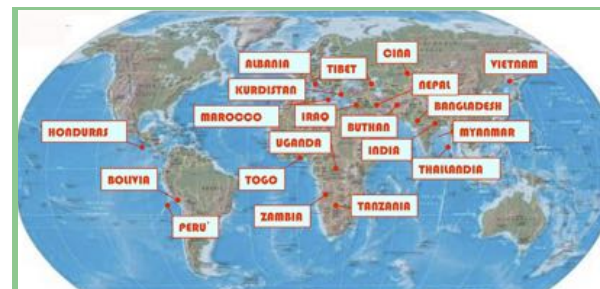 CINA
ALBANIA
TIBET
VIETNAM
KURDISTAN
NEPAL
MAROCCO
IRAQ
BANGLADESH
BUTHAN
HONDURAS
UGANDA
INDIA
MYANMAR
THAILANDIA
BOLIVIA
TOGO
ZAMBIA
TANZANIA
PERU`